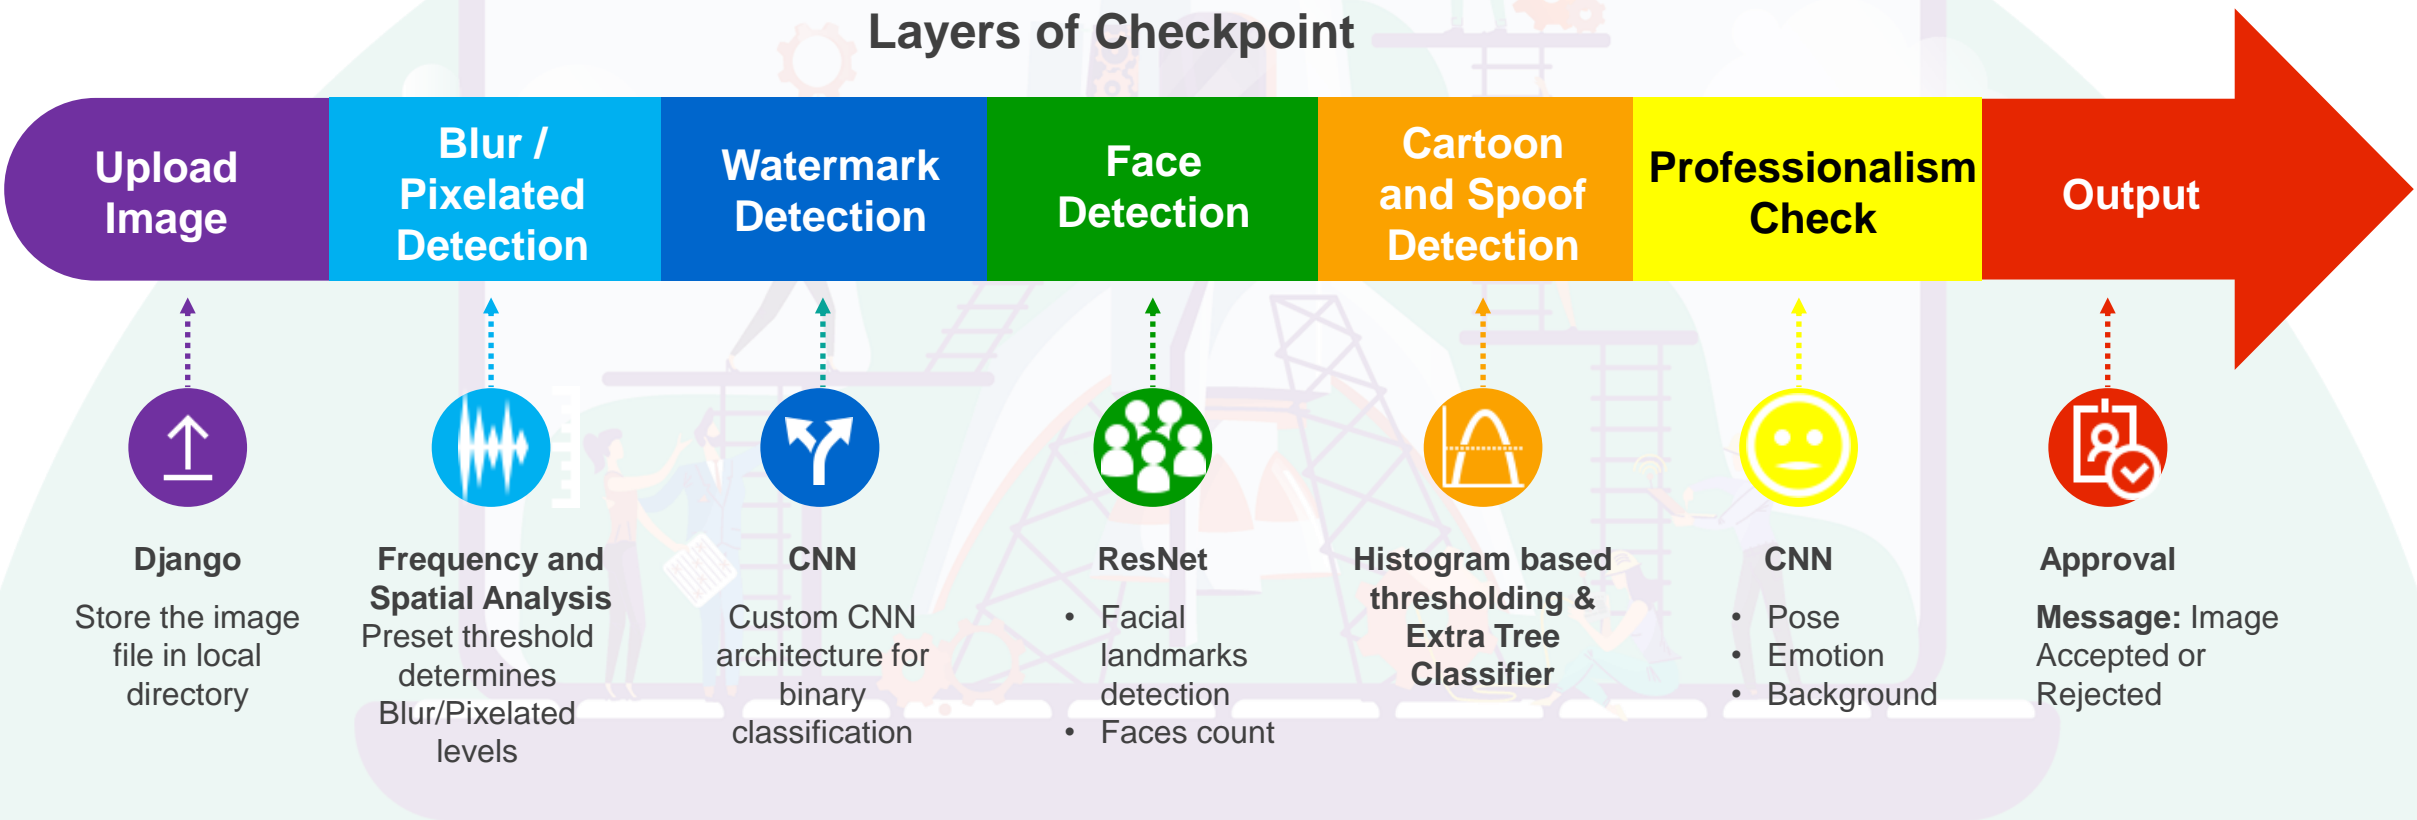 Layers of Checkpoint
Upload
Image
Blur /
Pixelated
Detection
Watermark
Detection
Face
Detection
Cartoon
and Spoof
Detection
Professionalism
Check
Output
Django
Store the image
file in local
directory
Frequency and
Spatial Analysis
Preset threshold
determines
Blur/Pixelated
levels
CNN
Custom CNN
architecture for
binary
classification
ResNet
• Facial
landmarks
detection
• Faces count
Histogram based
thresholding &
Extra Tree
Classifier
CNN
• Pose
• Emotion
• Background
Approval
Message: Image
Accepted or
Rejected